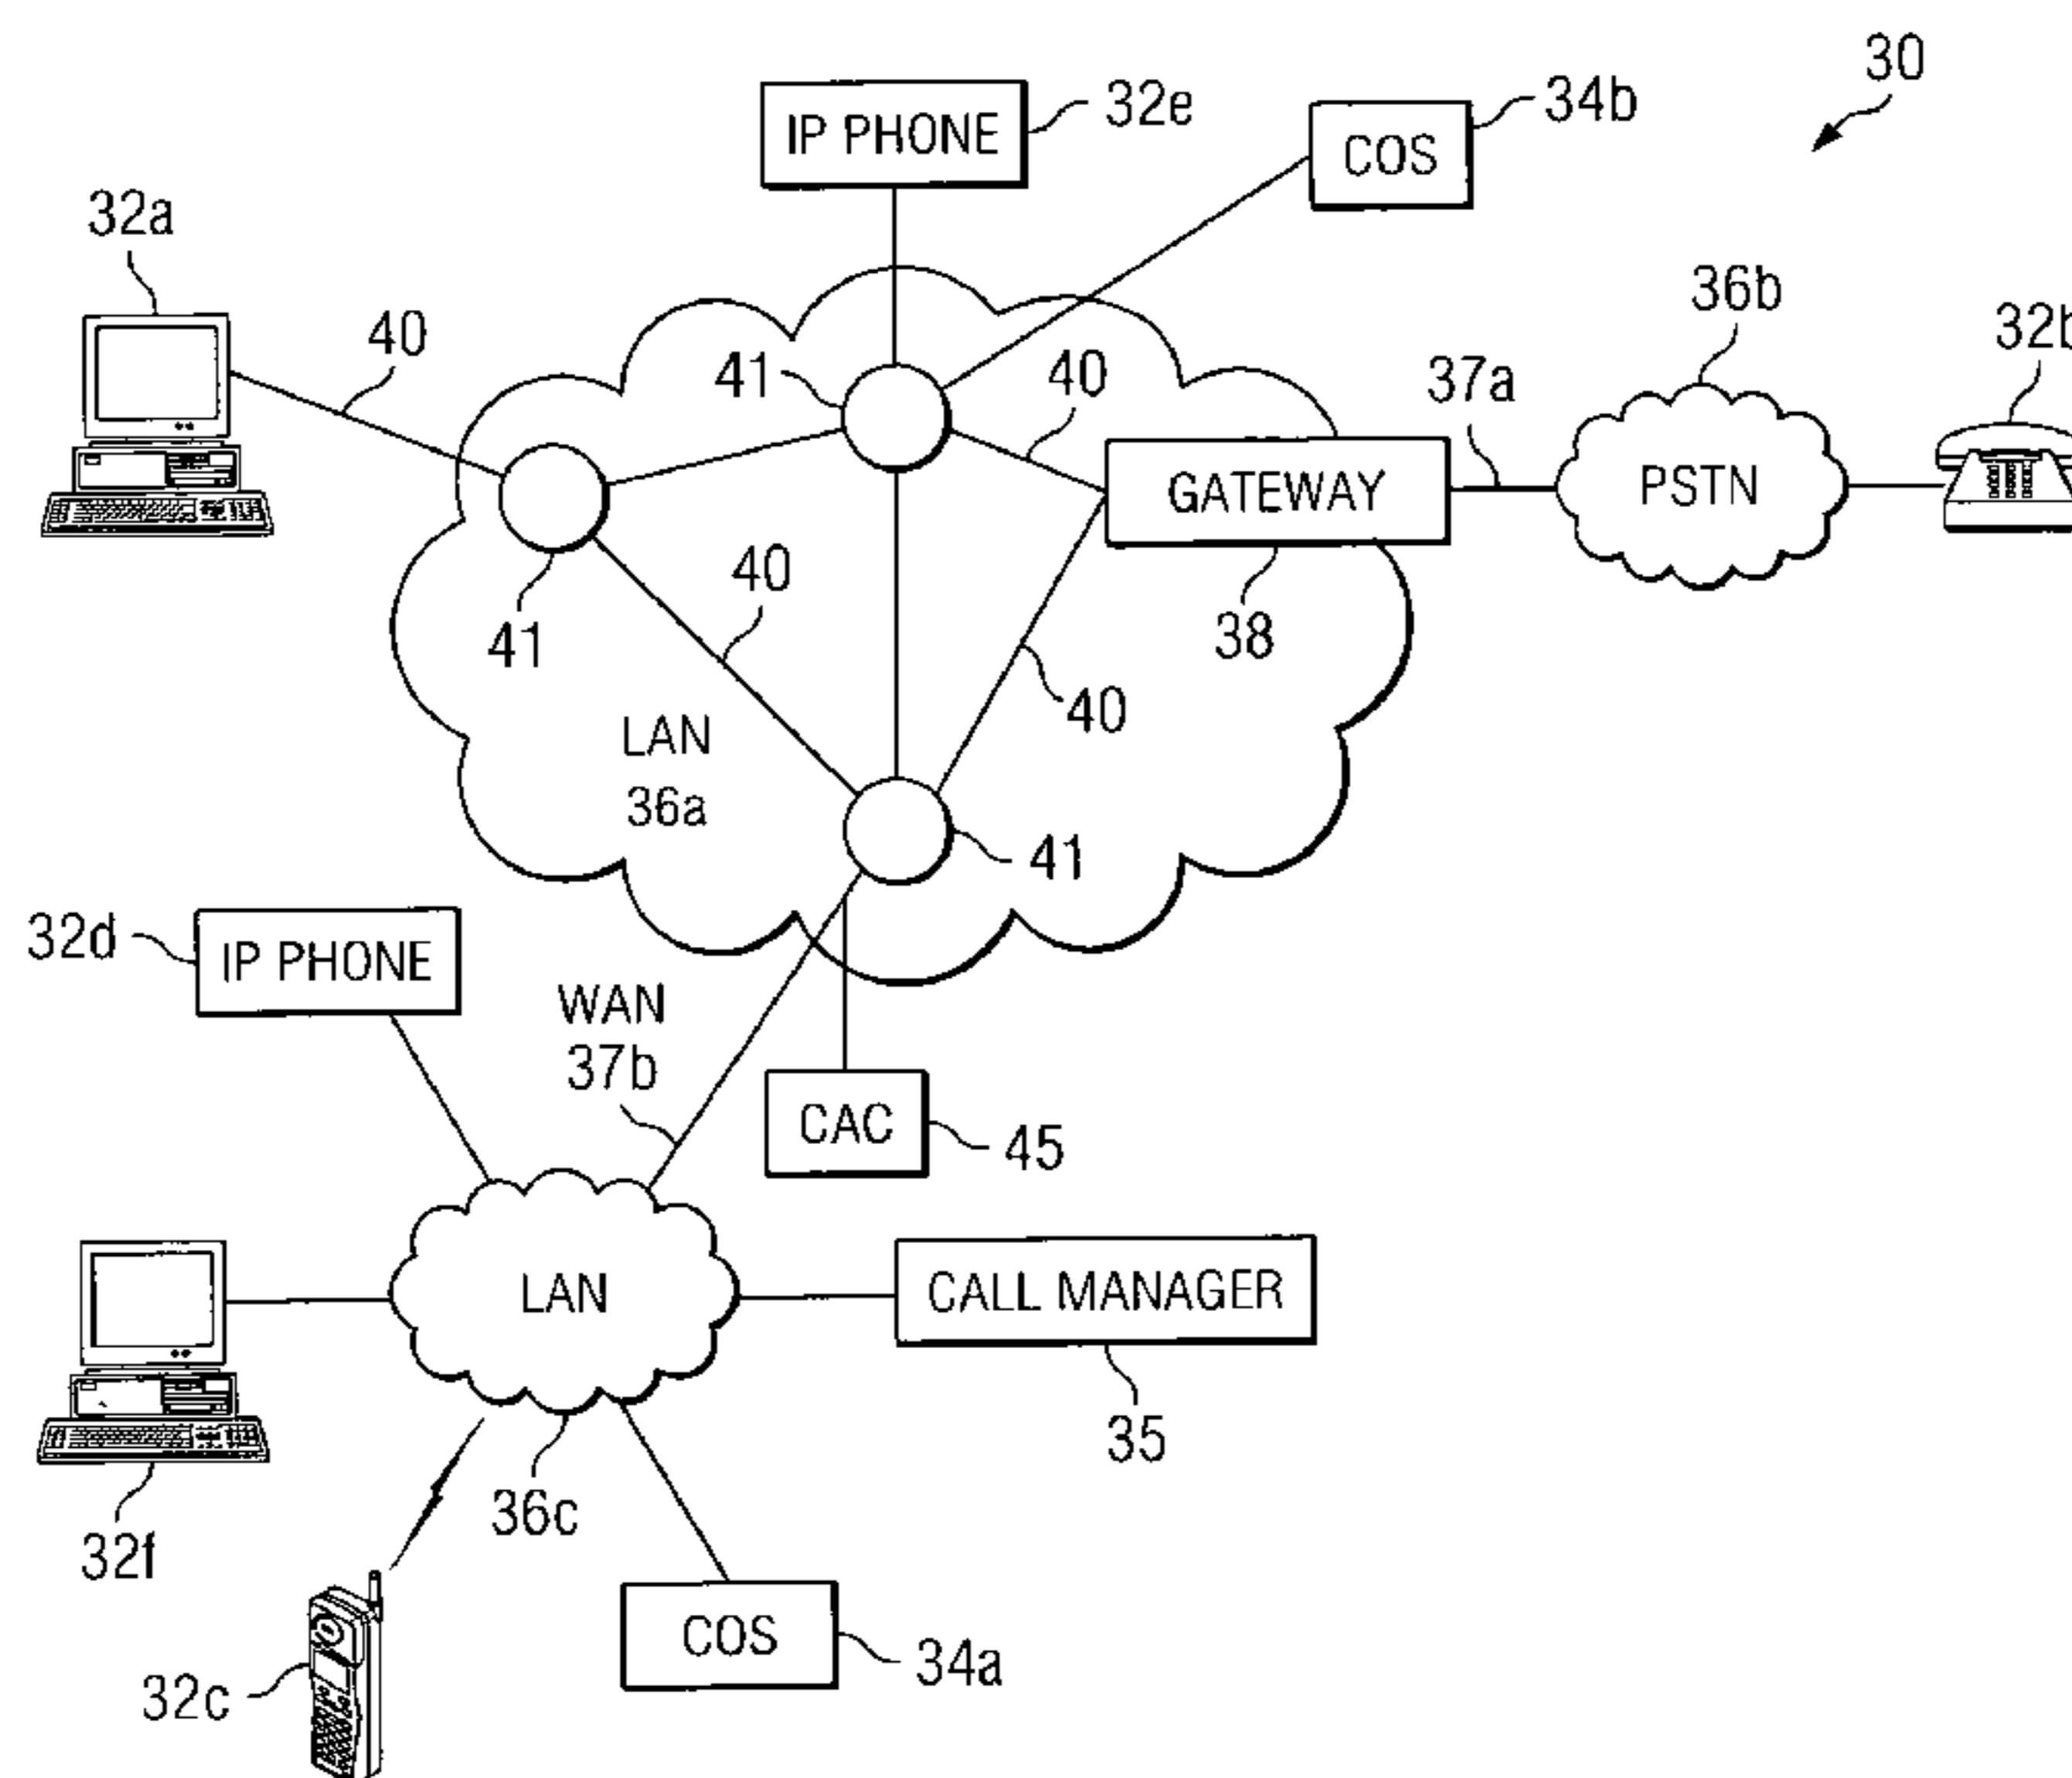 30
IP PHONE
32e
34b
COS
32a
40
36b
32b
41
40
37a
GATEWAY
PSTN
40
41
38
40
LAN
36a
41
32d
IP PHONE
WAN
37b
CAC
45
LAN
CALL MANAGER
35
36c
32f
COS
34a
32c